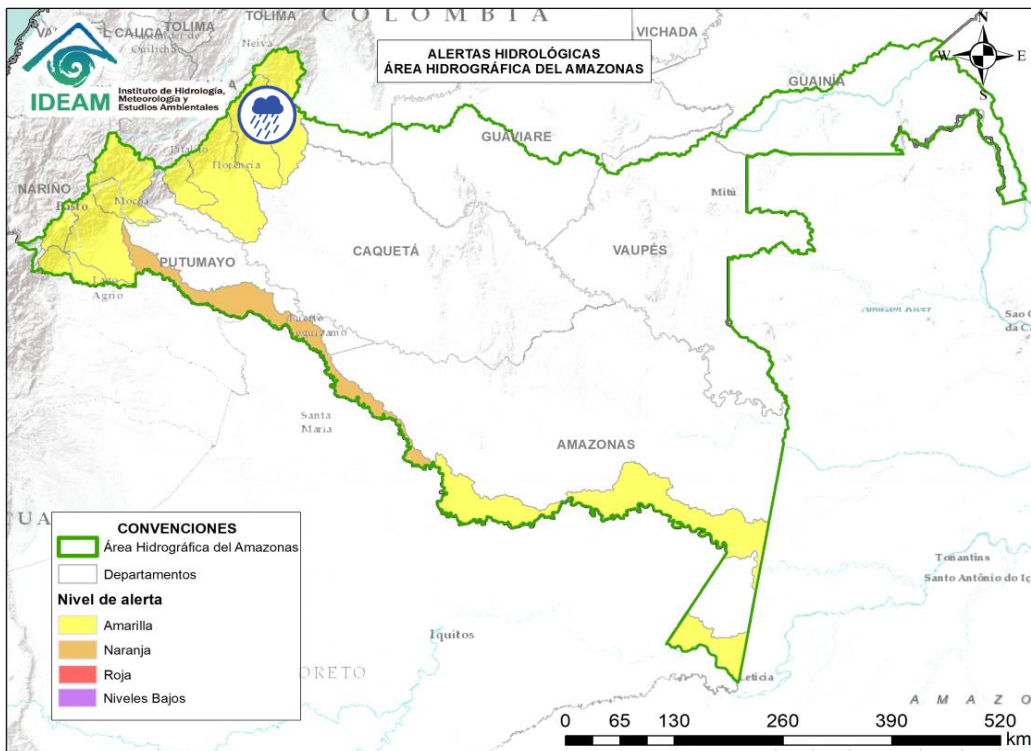 COLOMBIA
TOLIMA
VICHADA
TOLIMA
Neiva
ALERTAS HIDROLÓGICAS
ÁREA HIDROGRÁFICA DEL AMAZONAS
N
W
E
S
IDEAM
Instituto de Hidrología,
Meteorología y
Estudios Ambientales
GUAINÍA
GUAVIARE
Pitalito
Florencia
NARIÑO
Pasto
Mocoa
Mitú
CAQUETÁ
VAUPÉS
PUTUMAYO
Lago
Agrio
Puerto
Leguizamo
Santa
Maria
AMAZONAS
CONVENCIONES
Área Hidrográfica del Amazonas
Departamentos
Nivel de alerta
Amarilla
Naranja
Roja
Niveles Bajos
Tonantins
Santo Antônio do Iç
Iquitos
ORETO
Leticia
A M A Z O
0 65 130 260 390 520
km